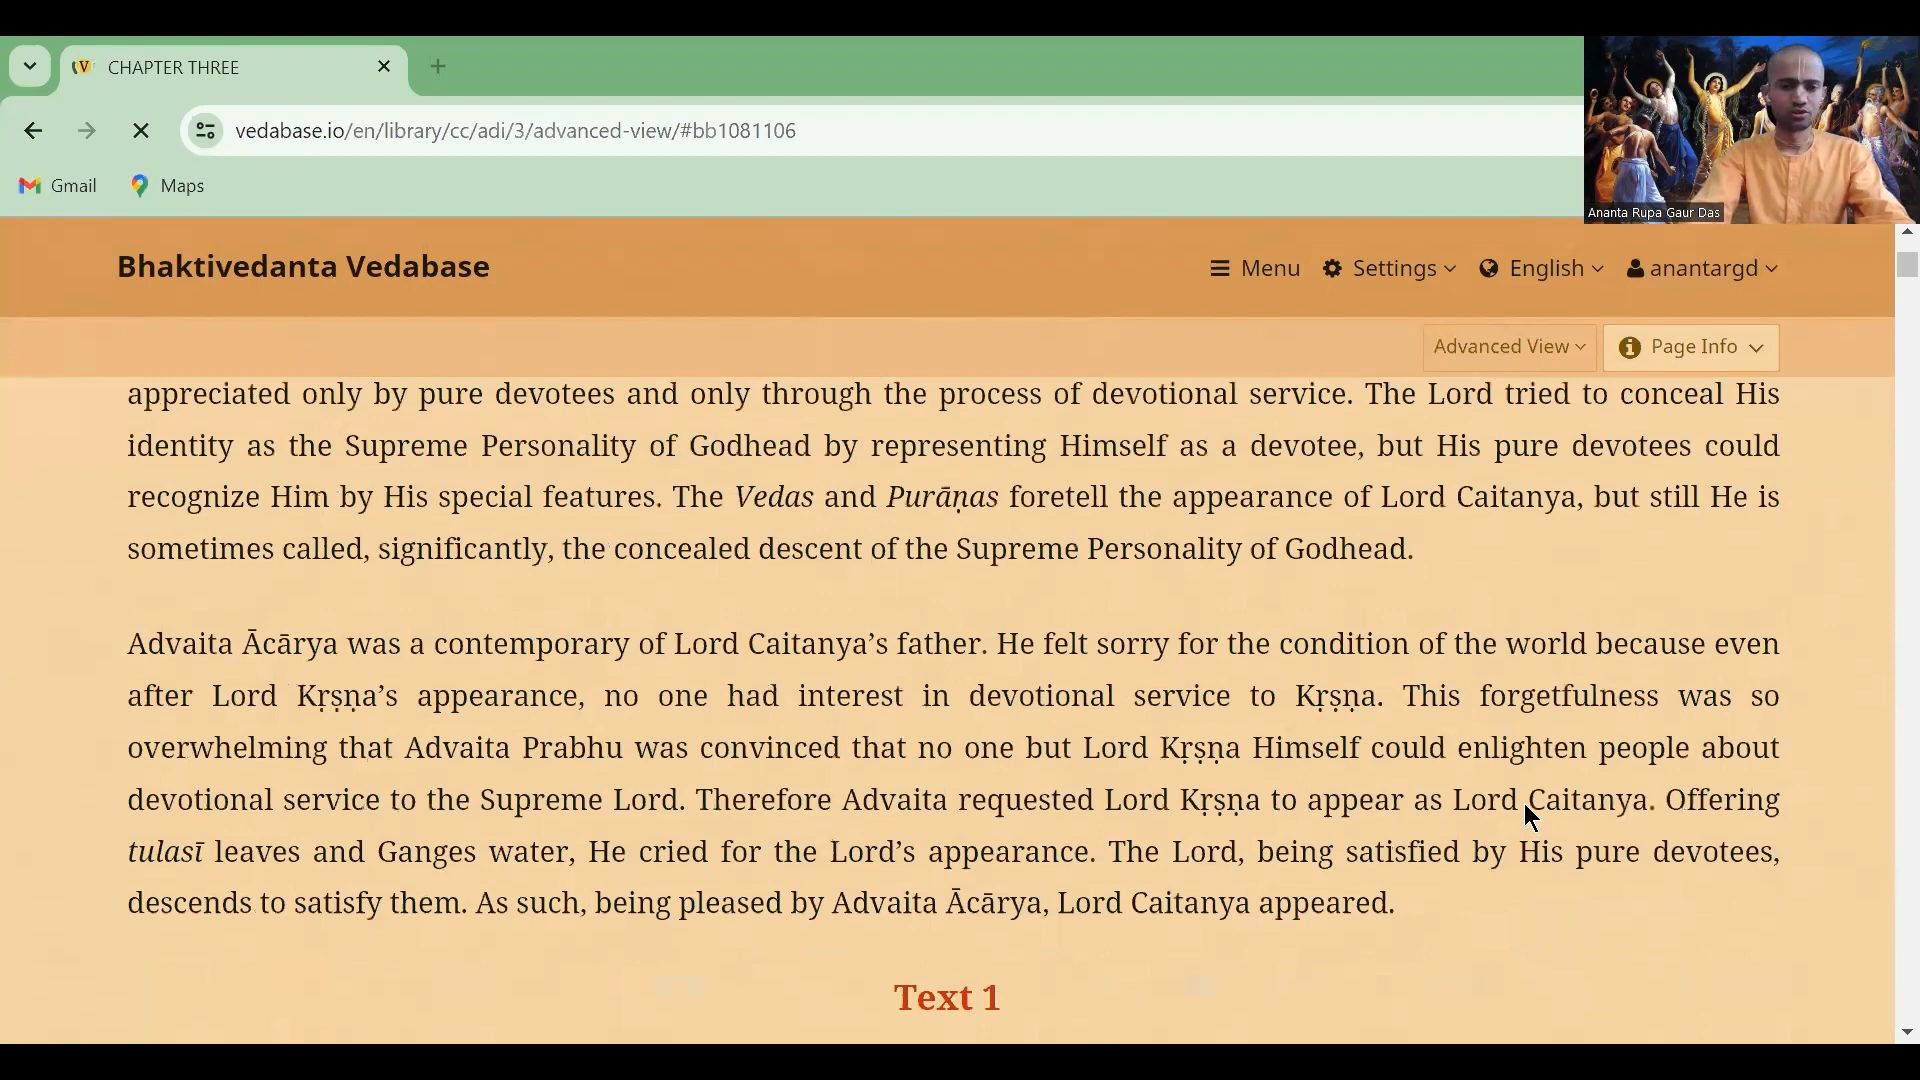 CHAPTER THREE
vedabase.io/en/library/cc/adi/3/advanced-view/#bb1081106
Gmail Maps
Ananta Rupa Gaur Das
Bhaktivedanta Vedabase
Menu Settings English anantargd
Advanced View Page Info
appreciated only by pure devotees and only through the process of devotional service. The Lord tried to conceal His
identity as the Supreme Personality of Godhead by representing Himself as a devotee, but His pure devotees could
recognize Him by His special features. The Vedas and Purāṇas foretell the appearance of Lord Caitanya, but still He is
sometimes called, significantly, the concealed descent of the Supreme Personality of Godhead.
Advaita Ācārya was a contemporary of Lord Caitanya’s father. He felt sorry for the condition of the world because even
after Lord Kṛṣṇa’s appearance, no one had interest in devotional service to Kṛṣṇa. This forgetfulness was so
overwhelming that Advaita Prabhu was convinced that no one but Lord Kṛṣṇa Himself could enlighten people about
devotional service to the Supreme Lord. Therefore Advaita requested Lord Kṛṣṇa to appear as Lord Caitanya. Offering
tulasī leaves and Ganges water, He cried for the Lord’s appearance. The Lord, being satisfied by His pure devotees,
descends to satisfy them. As such, being pleased by Advaita Ācārya, Lord Caitanya appeared.
Text 1